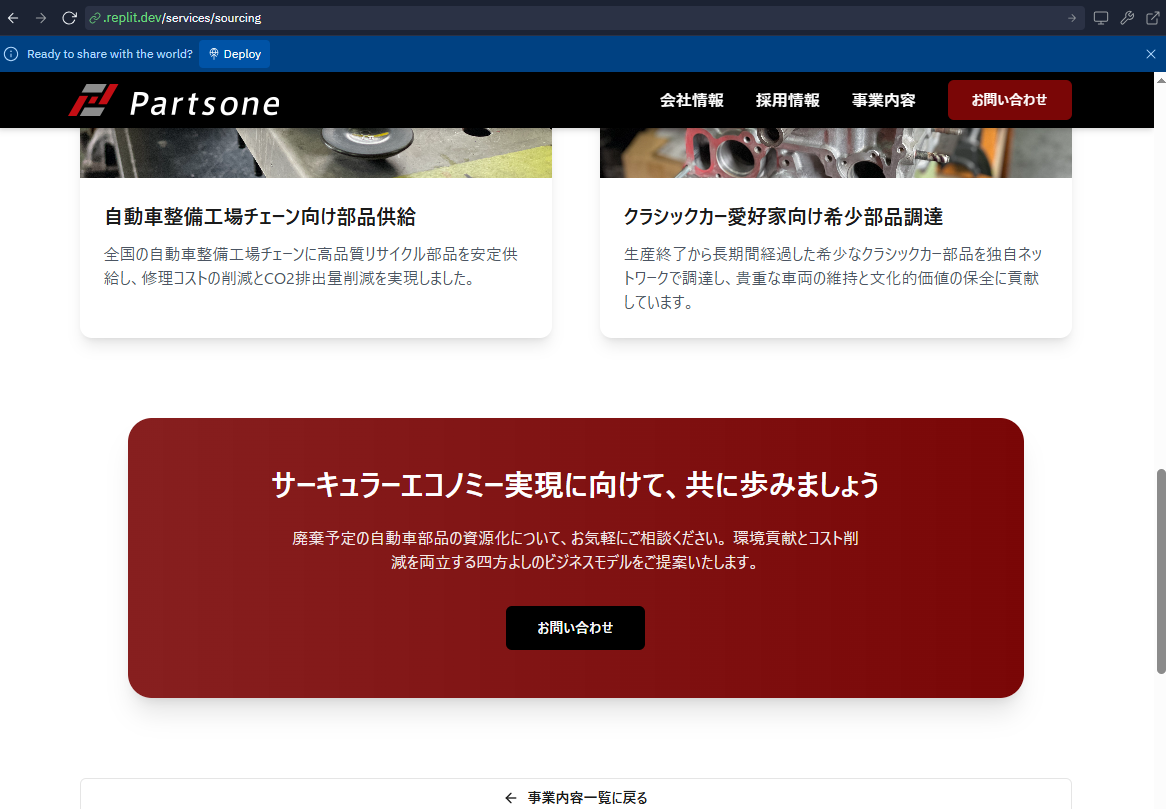 .replit.dev/services/sourcing
Ready to share with the world? Deploy
Partsone 会社情報 採用情報 事業内容 お問い合わせ
自動車整備工場チェーン向け部品供給
全国の自動車整備工場チェーンに高品質リサイクル部品を安定供
給し、修理コストの削減とCO2排出量削減を実現しました。
クラシックカー愛好家向け希少部品調達
生産終了から長期間経過した希少なクラシックカー部品を独自ネッ
トワークで調達し、貴重な車両の維持と文化的価値の保全に貢献
しています。
サーキュラーエコノミー実現に向けて、共に歩みましょう
廃棄予定の自動車部品の資源化について、お気軽にご相談ください。環境貢献とコスト削
減を両立する四方よしのビジネスモデルをご提案いたします。
お問い合わせ
← 事業内容一覧に戻る